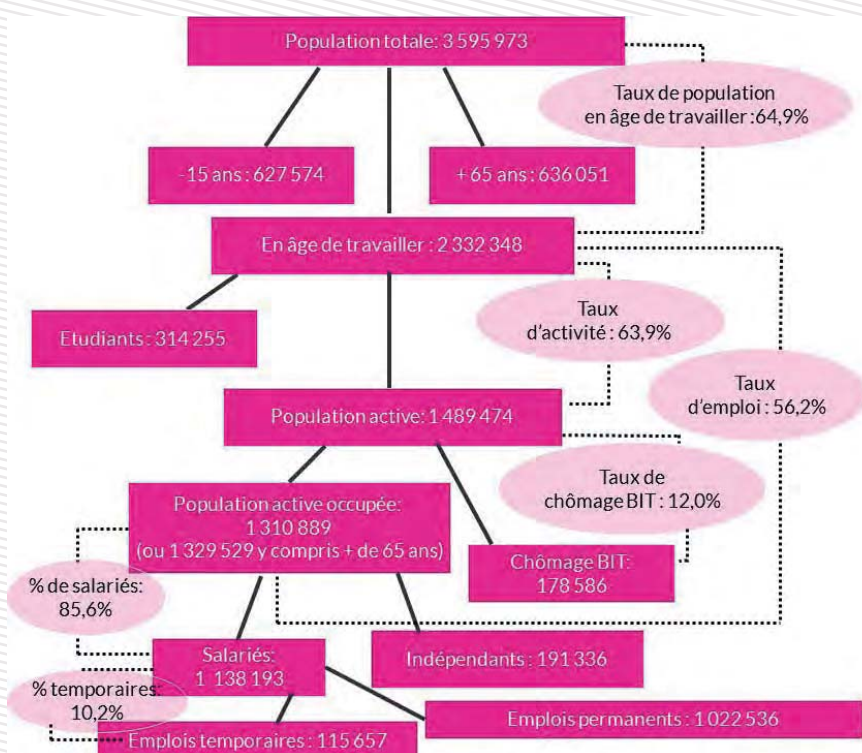 Population totale: 3 595 973
Taux de population
en âge de travailler :64,9%
-15 ans : 627 574
+ 65 ans : 636 051
En âge de travailler : 2 332 348
Taux
d'activité : 63,9%
Etudiants : 314 255
Taux
d'emploi : 56,2%
Population active: 1 489 474
Taux de
chômage BIT : 12,0%
Population active occupée:
1 310 889
(ou 1 329 529 y compris + de 65 ans)
Chômage BIT:
178 586
% de salariés:
85,6%
Salariés:
1 138 193
Indépendants : 191 336
% temporaires:
10,2%
Emplois permanents : 1 022 536
Emplois temporaires : 115 657